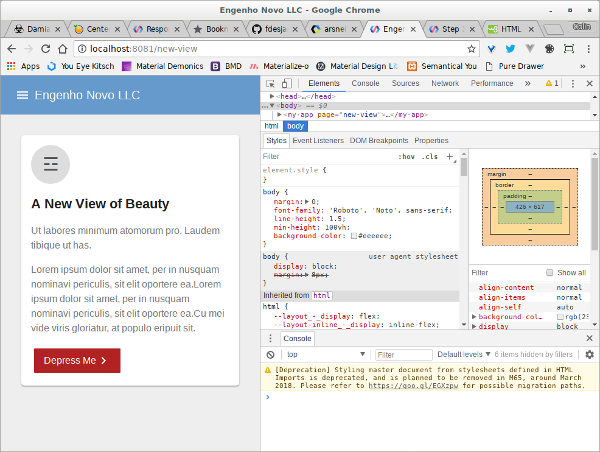 Engenho Novo LLC - Google Chrome
Damia
Cente
Respo
Bookn
fdesja
arsnel
Engen
Step
HTML
Calin
localhost:8081/new-view
Apps
You Eye Kitsch
Material Demonics
BMD
Materialize-o
Material Design Lit
Semantical You
Pure Drawer
»
Engenho Novo LLC
A New View of Beauty
Ut labores minimum atomorum pro. Laudem
tibique ut has.
Lorem ipsum dolor sit amet, per in nusquam
nominavi periculis, sit elit oportere ea.Lorem
ipsum dolor sit amet, per in nusquam
nominavi periculis, sit elit oportere ea.Cu mei
vide viris gloriatur, at populo eripuit sit.
Depress Me
Elements Console Sources Network Performance » 1
<head>…</head>
… <body> == $0
<my-app page="new-view">…</my-app>
html body
Styles Event Listeners DOM Breakpoints Properties
Filter :hov .cls +
element.style {
}
body {
margin: 0;
font-family: 'Roboto', 'Noto', sans-serif;
line-height: 1.5;
min-height: 100vh;
background-color: #eeeeee;
}
body { user agent stylesheet
display: block;
margin: 8px;
}
Inherited from html
html {
--layout_-_display: flex;
--layout-inline_-_display: inline-flex;
margin –
border –
padding –
– – – 426 × 617 – – –
–
–
–
Filter Show all
align-content normal
align-items normal
align-self auto
background-col… rgb(23
display block
Console
top Filter Default levels 6 items hidden by filters
[Deprecation] Styling master document from stylesheets defined in HTML
Imports is deprecated, and is planned to be removed in M65, around March
2018. Please refer to https://goo.gl/EGXzpw for possible migration paths.